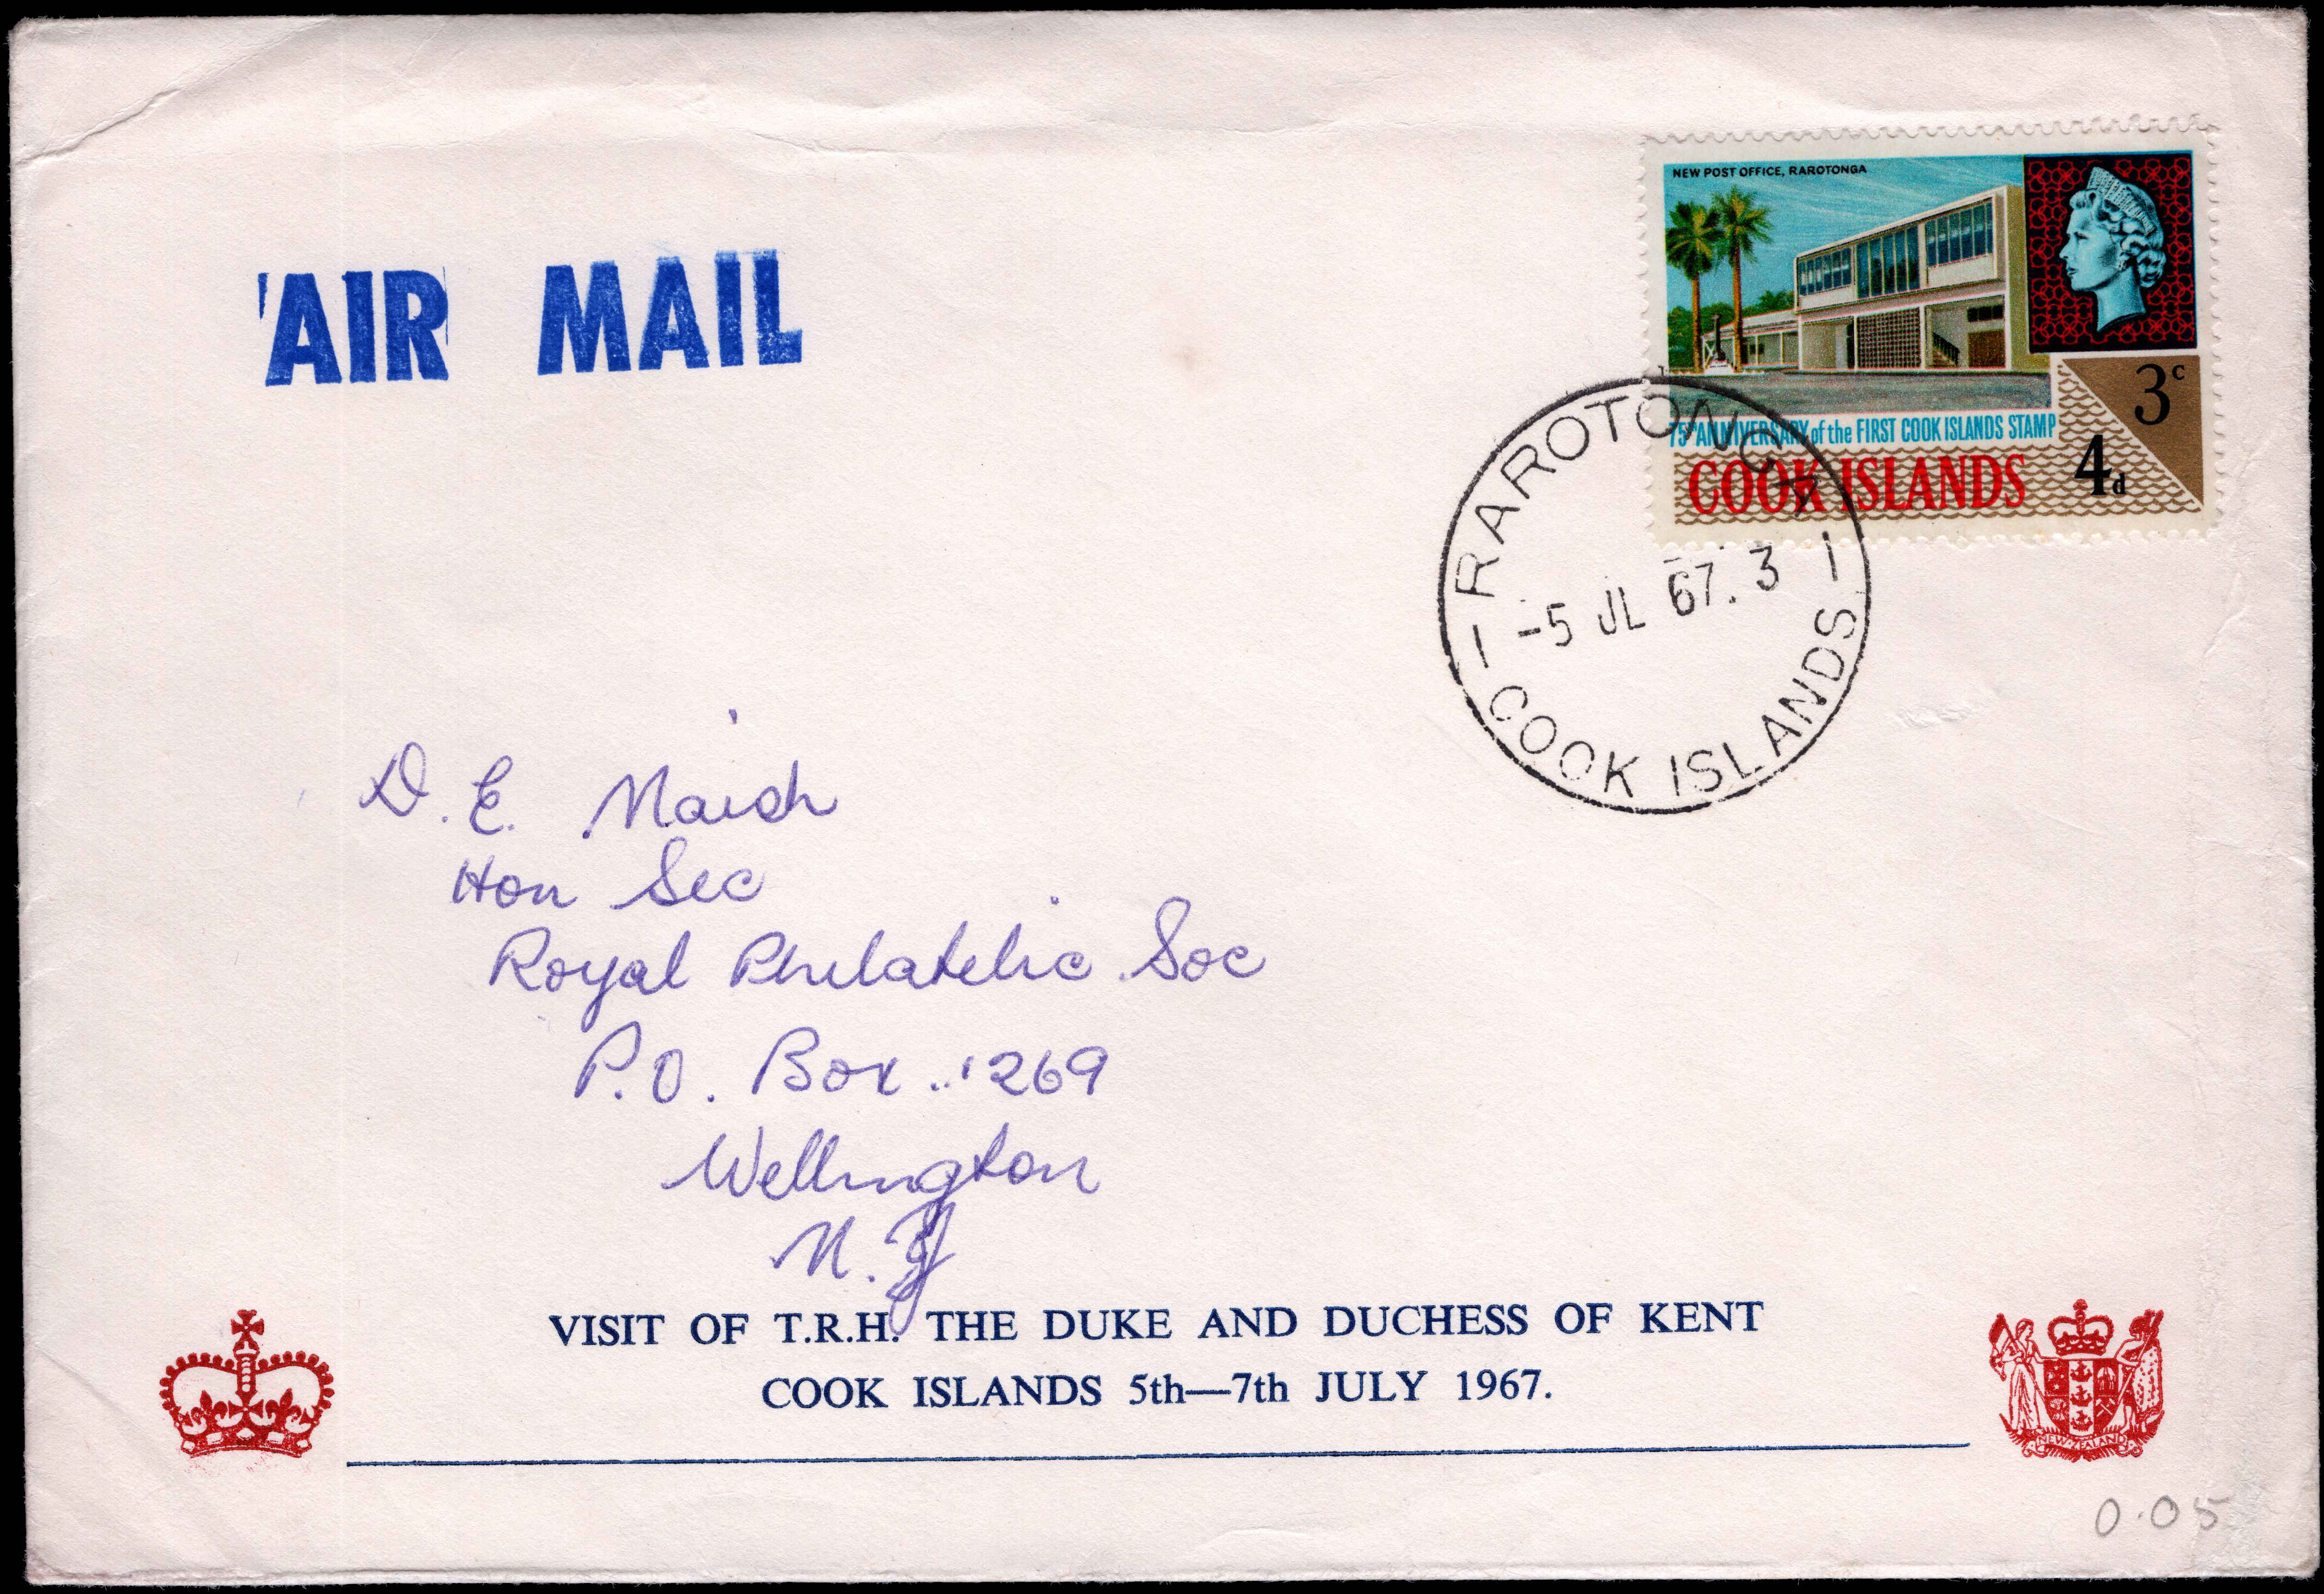 AIR MAIL
NEW POST OFFICE, RAROTONGA
3c
75TH ANNIVERSARY of the FIRST COOK ISLANDS STAMP
4d
COOK ISLANDS
RAROTONGA
-5 JL 67. 3
COOK ISLANDS
D. E.
Hon Sec
Royal Philatelic Soc
P.O. Box 1269
Wellington
N.Z
VISIT OF T.R.H. THE DUKE AND DUCHESS OF KENT
COOK ISLANDS 5th—7th JULY 1967.
NEW ZEALAND
0.05